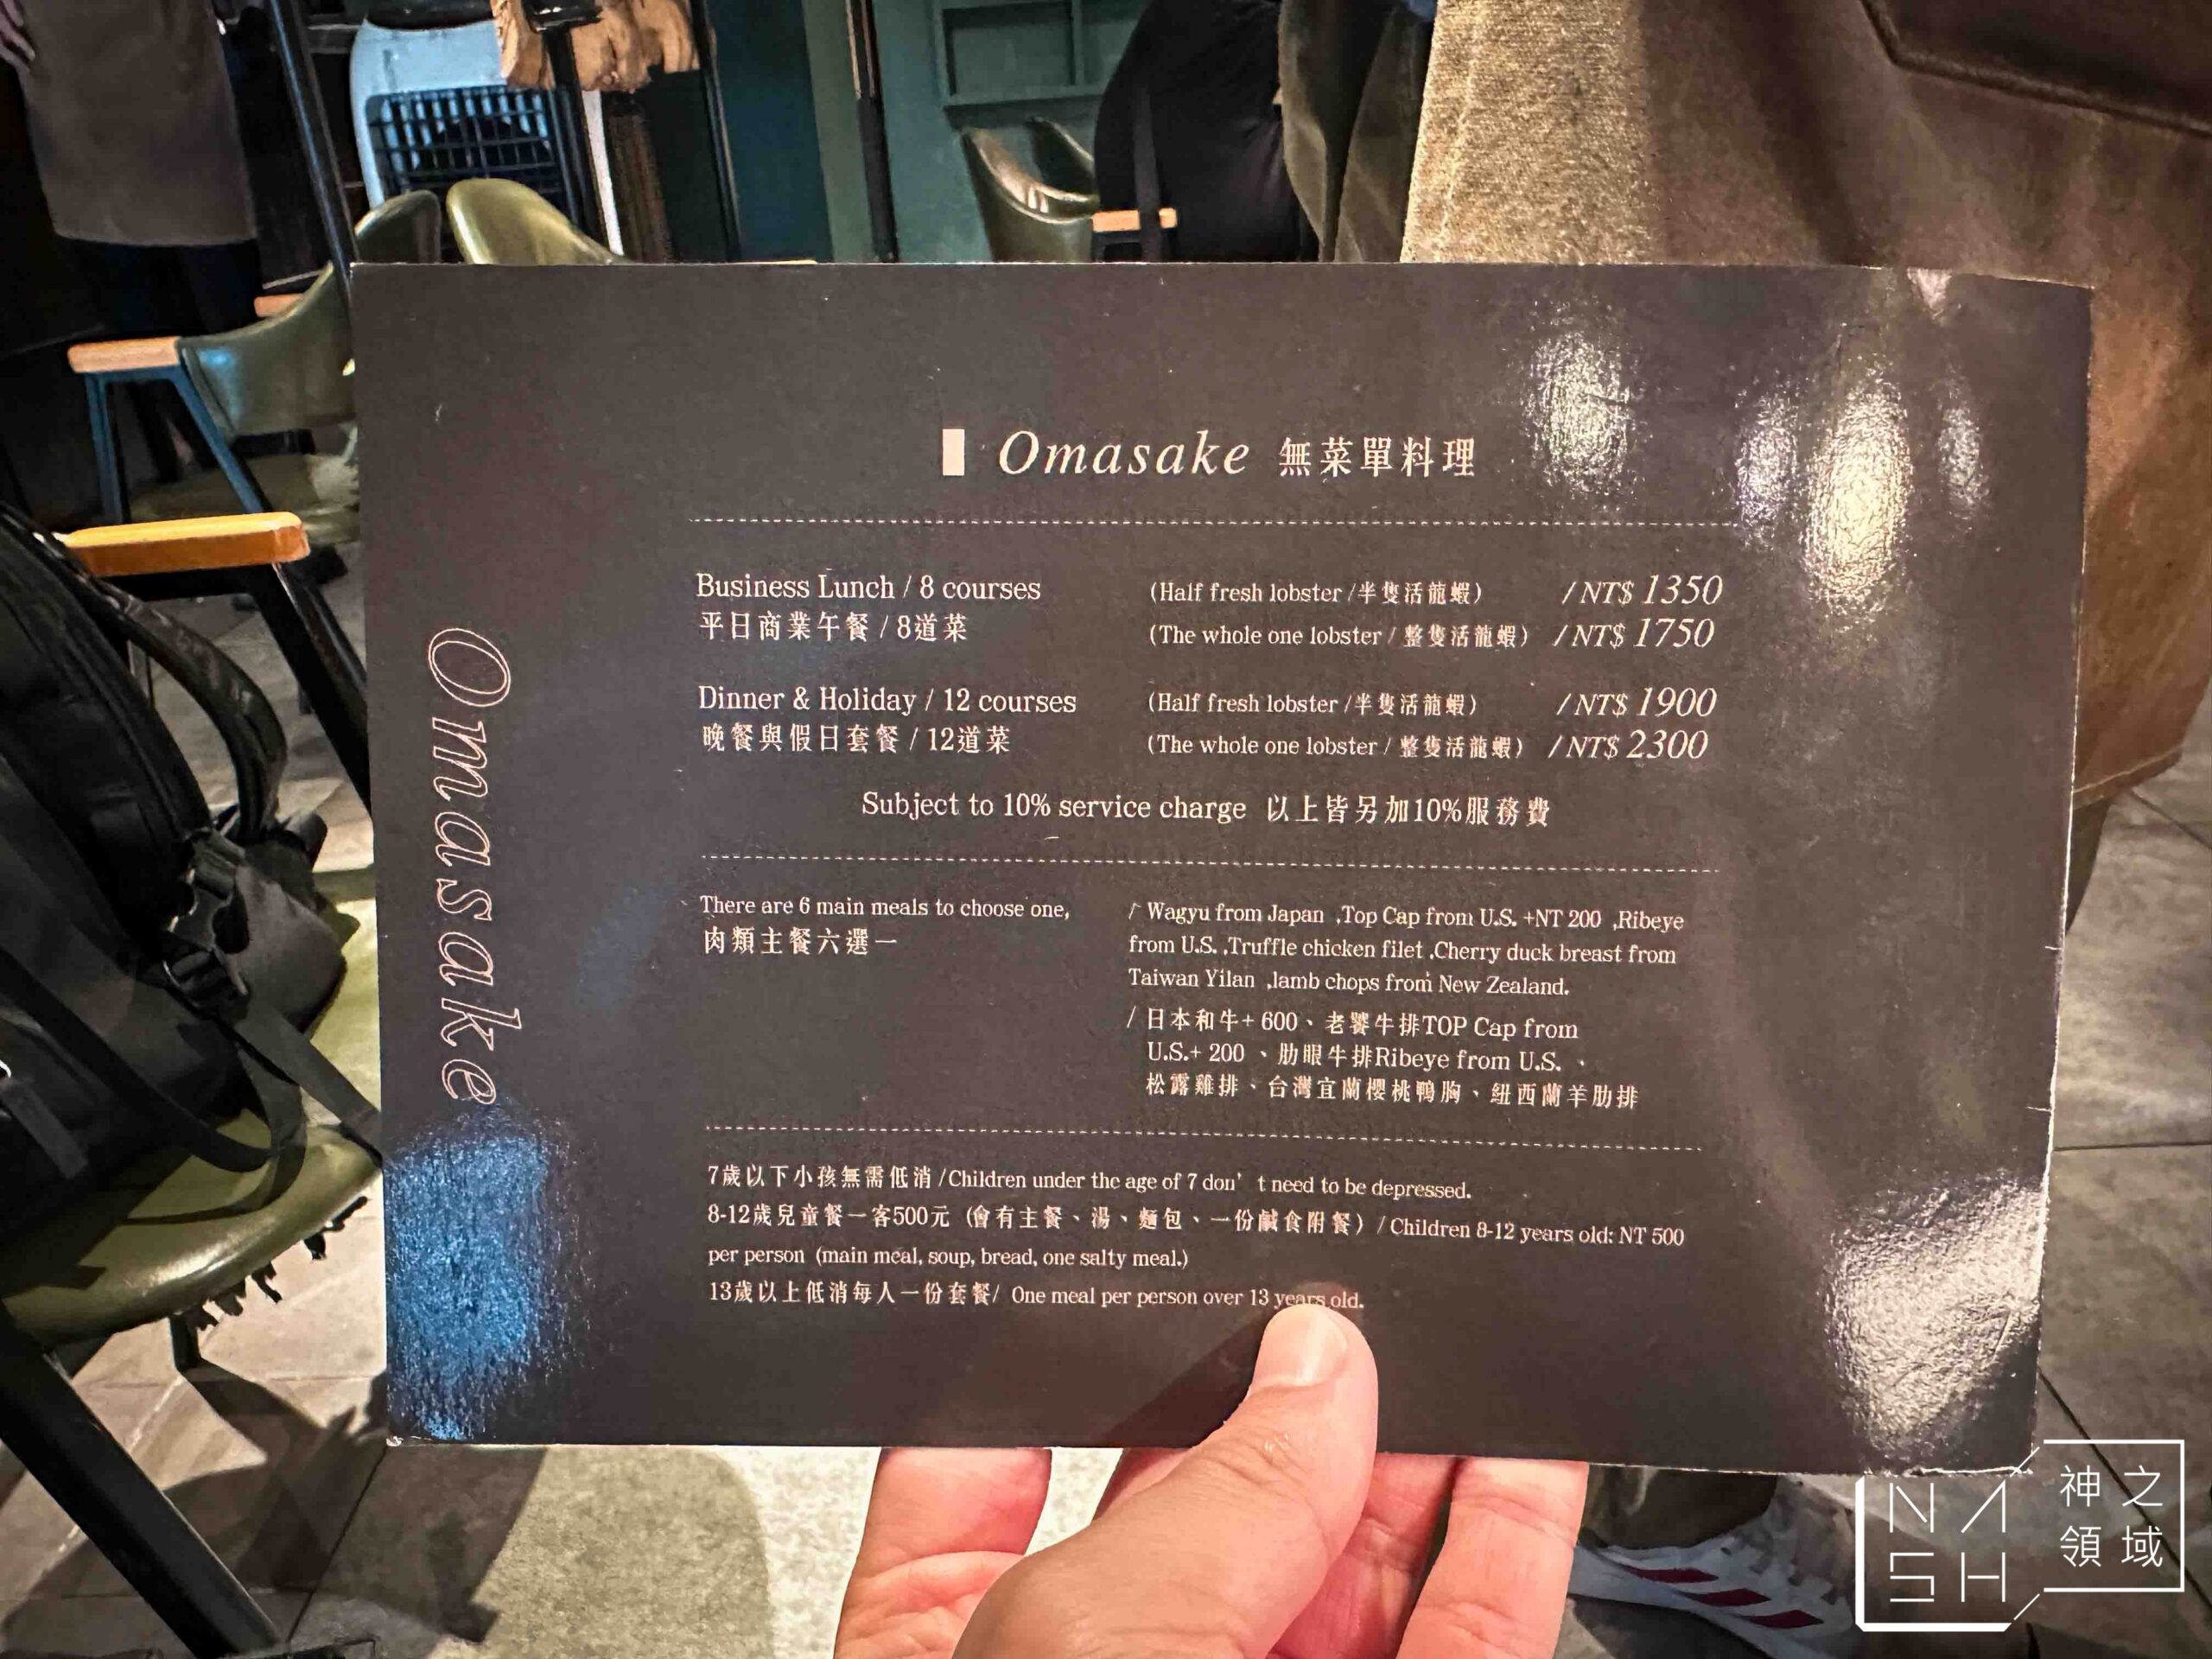 Omasake 無菜單料理
Omasake
Business Lunch / 8 courses (Half fresh lobster /半隻活龍蝦) / NT$ 1350
平日商業午餐 / 8道菜 (The whole one lobster / 整隻活龍蝦) / NT$ 1750
Dinner & Holiday / 12 courses (Half fresh lobster /半隻活龍蝦) / NT$ 1900
晚餐與假日套餐 / 12道菜 (The whole one lobster / 整隻活龍蝦) / NT$ 2300
Subject to 10% service charge 以上皆另加10%服務費
There are 6 main meals to choose one,
肉類主餐六選一
/ Wagyu from Japan ,Top Cap from U.S. +NT 200 ,Ribeye
from U.S. ,Truffle chicken filet ,Cherry duck breast from
Taiwan Yilan ,lamb chops from New Zealand.
/ 日本和牛+ 600、老饕牛排TOP Cap from
U.S.+ 200 、肋眼牛排Ribeye from U.S. 、
松露雞排、台灣宜蘭櫻桃鴨胸、紐西蘭羊肋排
7歲以下小孩無需低消 /Children under the age of 7 don’t need to be depressed.
8-12歲兒童餐一客500元 (會有主餐、湯、麵包、一份鹹食附餐) / Children 8-12 years old: NT 500
per person (main meal, soup, bread, one salty meal.)
13歲以上低消每人一份套餐/ One meal per person over 13 years old.
NASH
神之
領域